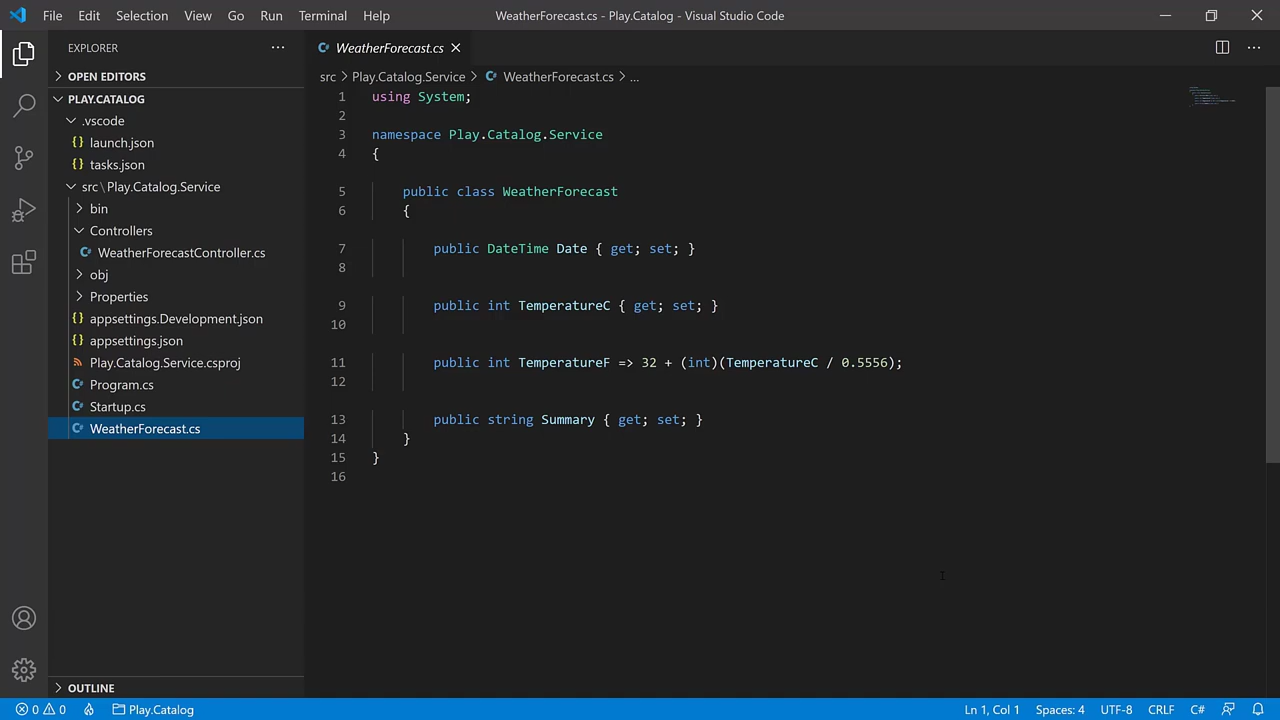 File Edit Selection View Go Run Terminal Help WeatherForecast.cs - Play.Catalog - Visual Studio Code
EXPLORER
OPEN EDITORS
PLAY.CATALOG
.vscode
{} launch.json
{} tasks.json
src\Play.Catalog.Service
bin
Controllers
C# WeatherForecastController.cs
obj
Properties
{} appsettings.Development.json
{} appsettings.json
Play.Catalog.Service.csproj
C# Program.cs
C# Startup.cs
C# WeatherForecast.cs
OUTLINE
C# WeatherForecast.cs
src > Play.Catalog.Service > C# WeatherForecast.cs > ...
1 using System;
2
3 namespace Play.Catalog.Service
4 {
5 public class WeatherForecast
6 {
7 public DateTime Date { get; set; }
8
9 public int TemperatureC { get; set; }
10
11 public int TemperatureF => 32 + (int)(TemperatureC / 0.5556);
12
13 public string Summary { get; set; }
14 }
15 }
16
0 0 Play.Catalog Ln 1, Col 1 Spaces: 4 UTF-8 CRLF C#